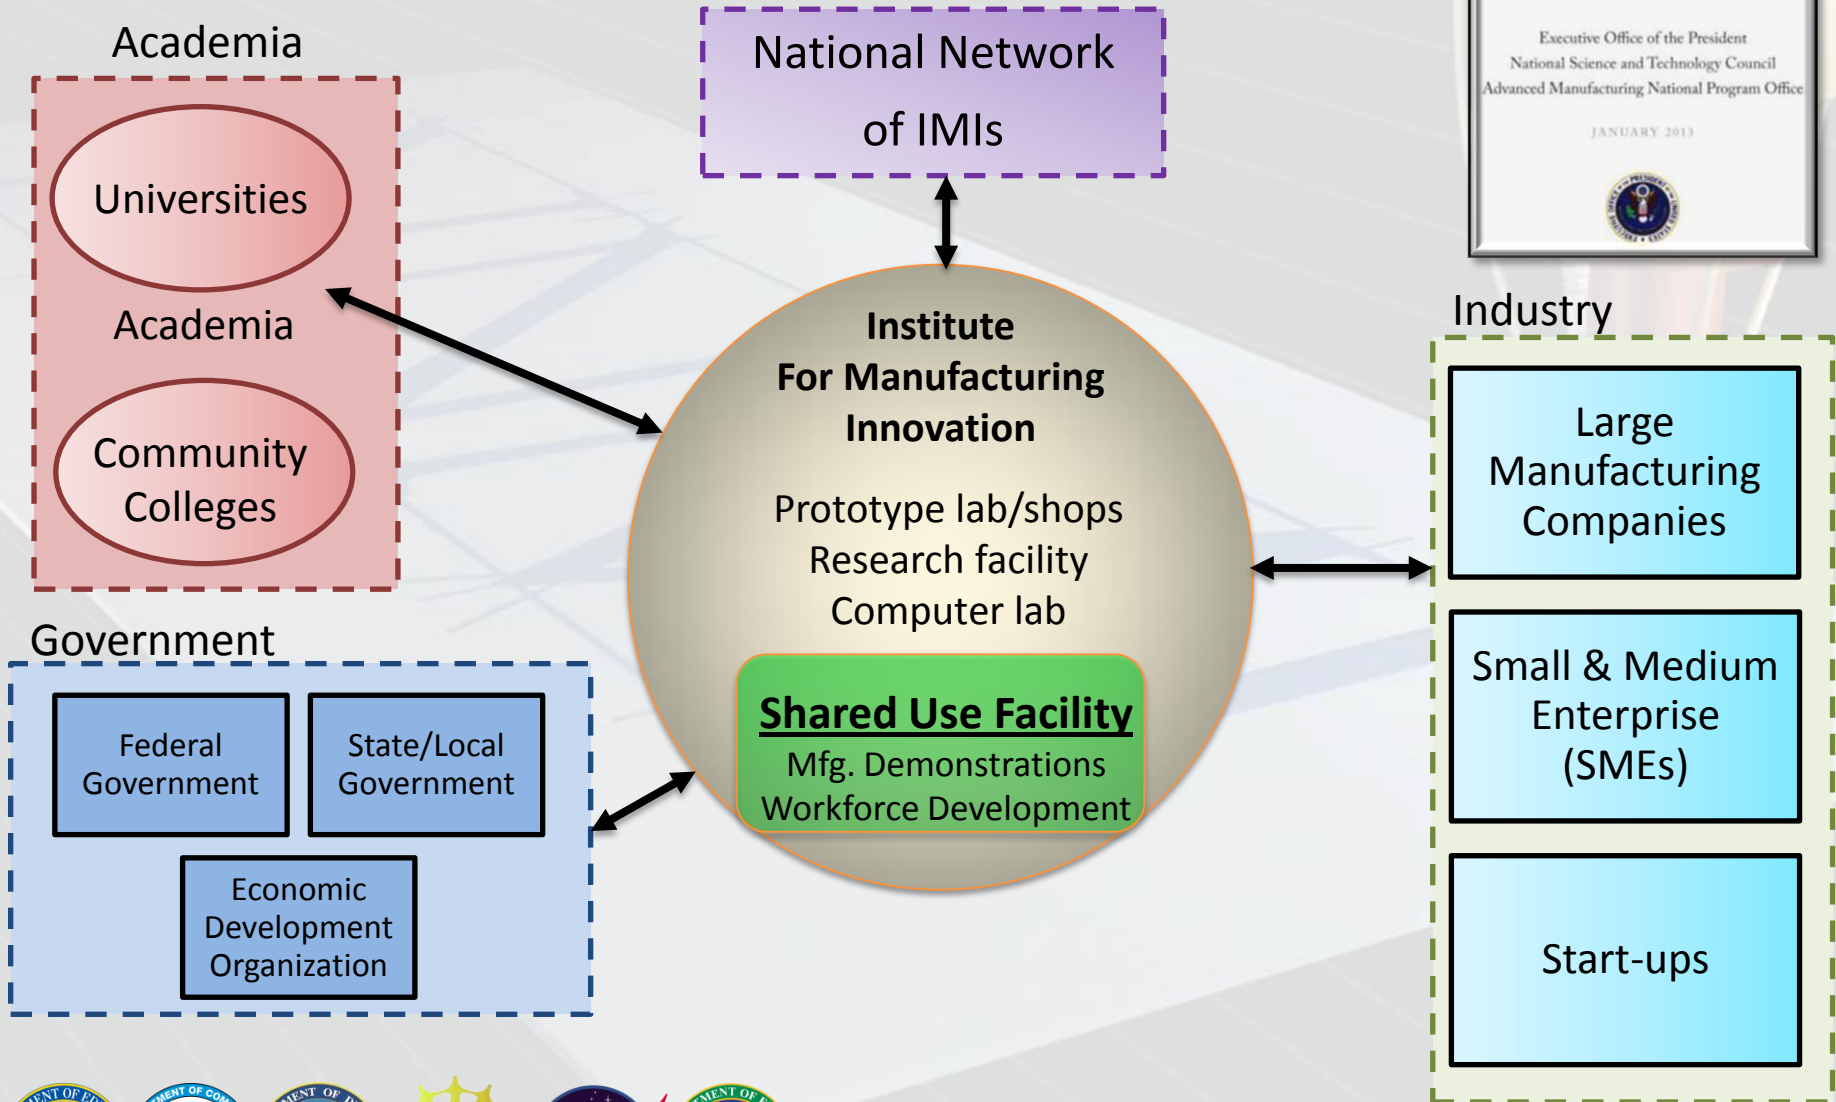 Academia
Universities
Academia
Community
Colleges
National Network
of IMIs
Executive Office of the President
National Science and Technology Council
Advanced Manufacturing National Program Office
JANUARY 2013
Institute
For Manufacturing
Innovation
Prototype lab/shops
Research facility
Computer lab
Shared Use Facility
Mfg. Demonstrations
Workforce Development
Industry
Large
Manufacturing
Companies
Small & Medium
Enterprise
(SMEs)
Start-ups
Government
Federal
Government
State/Local
Government
Economic
Development
Organization